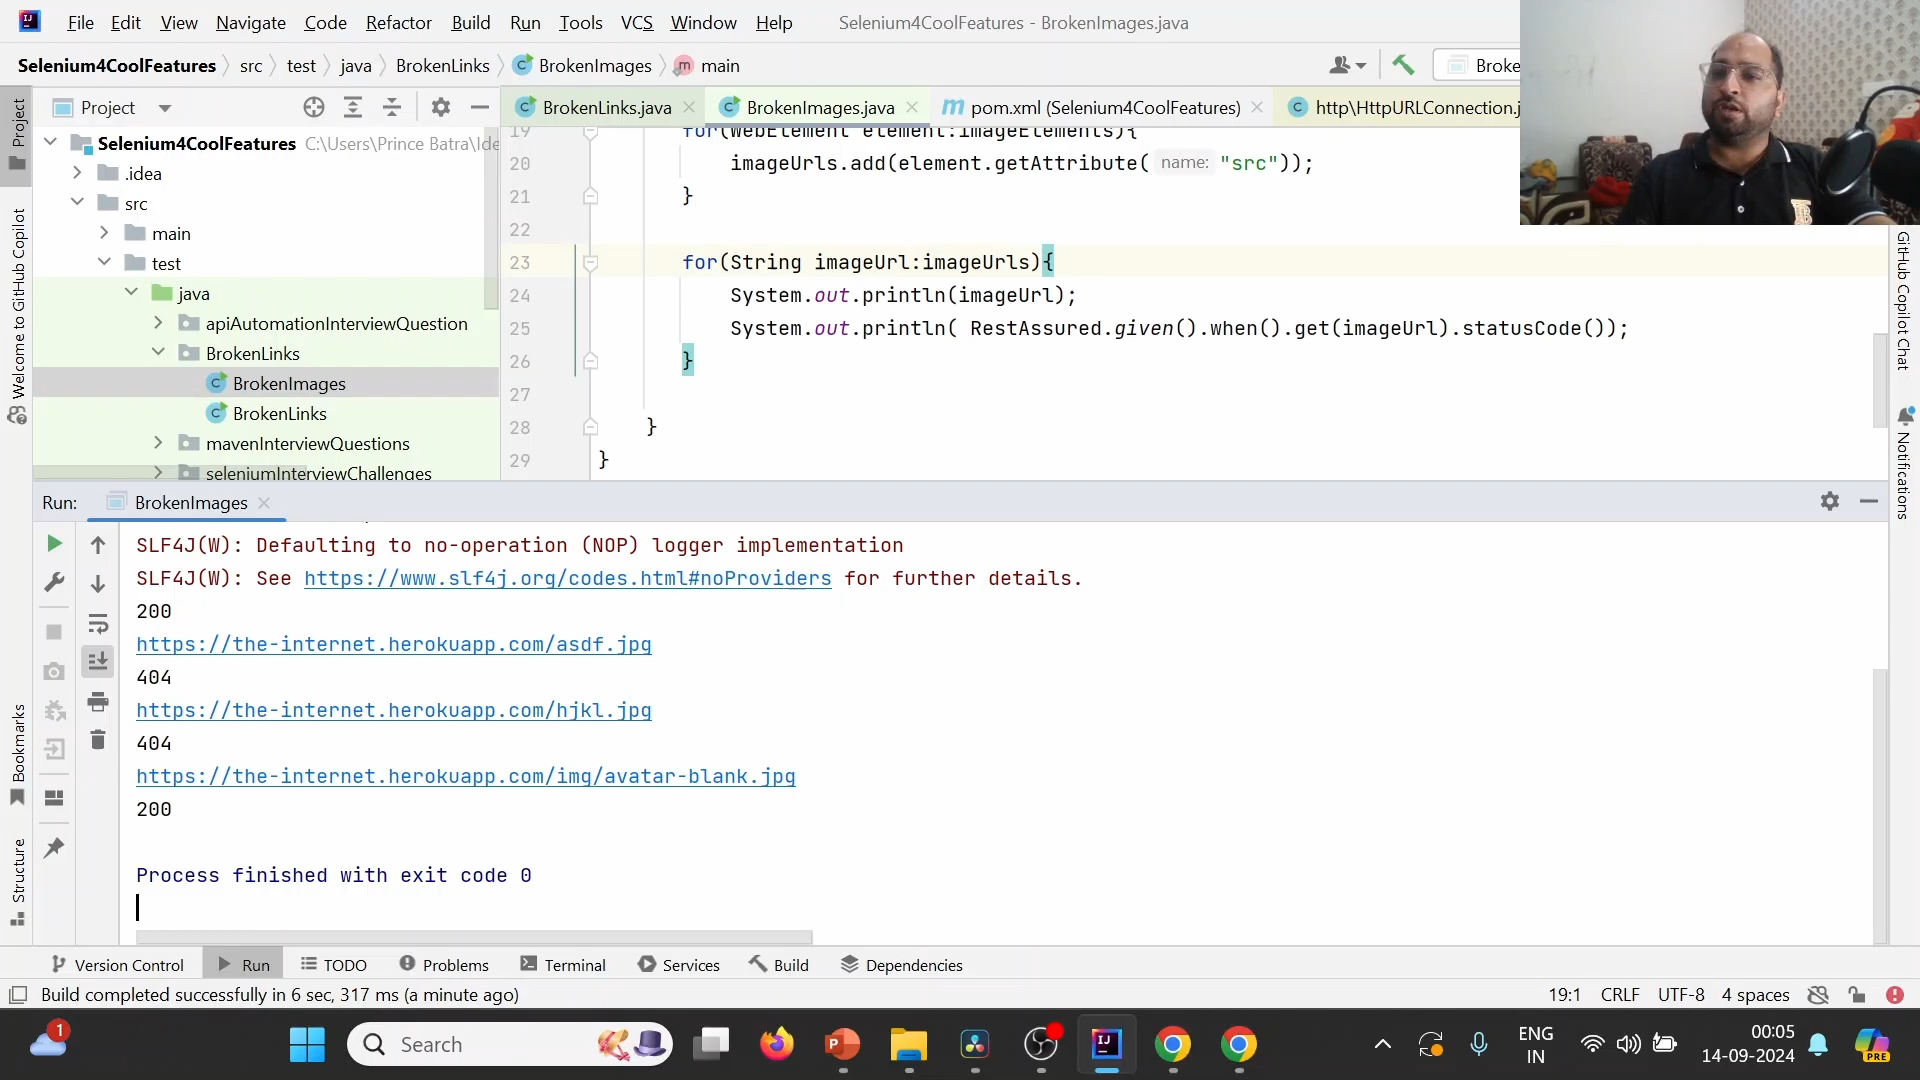 File Edit View Navigate Code Refactor Build Run Tools VCS Window Help Selenium4CoolFeatures - BrokenImages.java
Selenium4CoolFeatures src test java BrokenLinks BrokenImages main Broke
Project
BrokenLinks.java BrokenImages.java pom.xml (Selenium4CoolFeatures) http\HttpURLConnection.j
Selenium4CoolFeatures C:\Users\Prince Batra\Ide
.idea
src
main
test
java
apiAutomationInterviewQuestion
BrokenLinks
BrokenImages
BrokenLinks
mavenInterviewQuestions
seleniumInterviewChallenges
19 for(WebElement element:imageElements){
20 imageUrls.add(element.getAttribute( name: "src"));
21 }
22
23 for(String imageUrl:imageUrls){
24 System.out.println(imageUrl);
25 System.out.println( RestAssured.given().when().get(imageUrl).statusCode());
26 }
27
28 }
29 }
Project
Welcome to GitHub Copilot
Bookmarks
Structure
GitHub Copilot Chat
Notifications
Run: BrokenImages
SLF4J(W): Defaulting to no-operation (NOP) logger implementation
SLF4J(W): See https://www.slf4j.org/codes.html#noProviders for further details.
200
https://the-internet.herokuapp.com/asdf.jpg
404
https://the-internet.herokuapp.com/hjkl.jpg
404
https://the-internet.herokuapp.com/img/avatar-blank.jpg
200
Process finished with exit code 0
Version Control Run TODO Problems Terminal Services Build Dependencies
Build completed successfully in 6 sec, 317 ms (a minute ago) 19:1 CRLF UTF-8 4 spaces
1 Search ENG 00:05
IN 14-09-2024 PRE